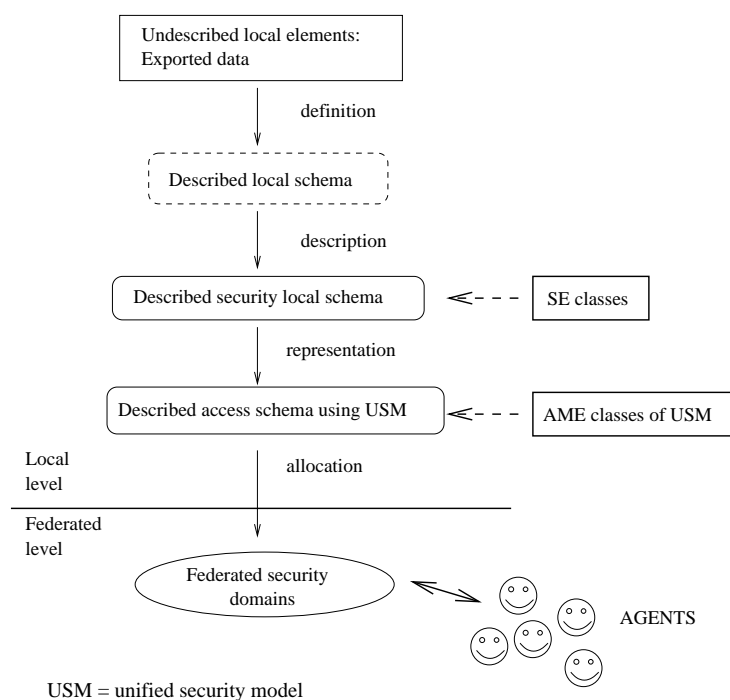 Undescribed local elements:
Exported data
definition
Described local schema
description
Described security local schema
SE classes
representation
Described access schema using USM
AME classes of USM
Local
level
allocation
Federated
level
Federated security
domains
AGENTS
USM = unified security model